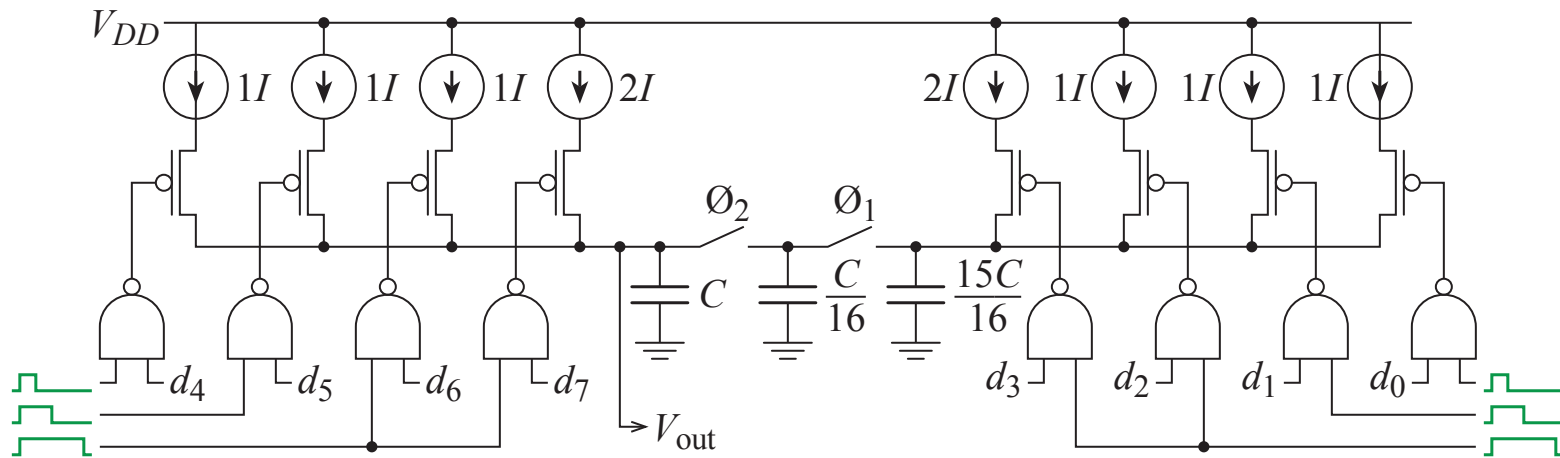 V_DD
1I 1I 1I 2I 2I 1I 1I 1I
Ø₂ Ø₁
C C/16 15C/16
d₄ d₅ d₆ d₇ d₃ d₂ d₁ d₀
V_out